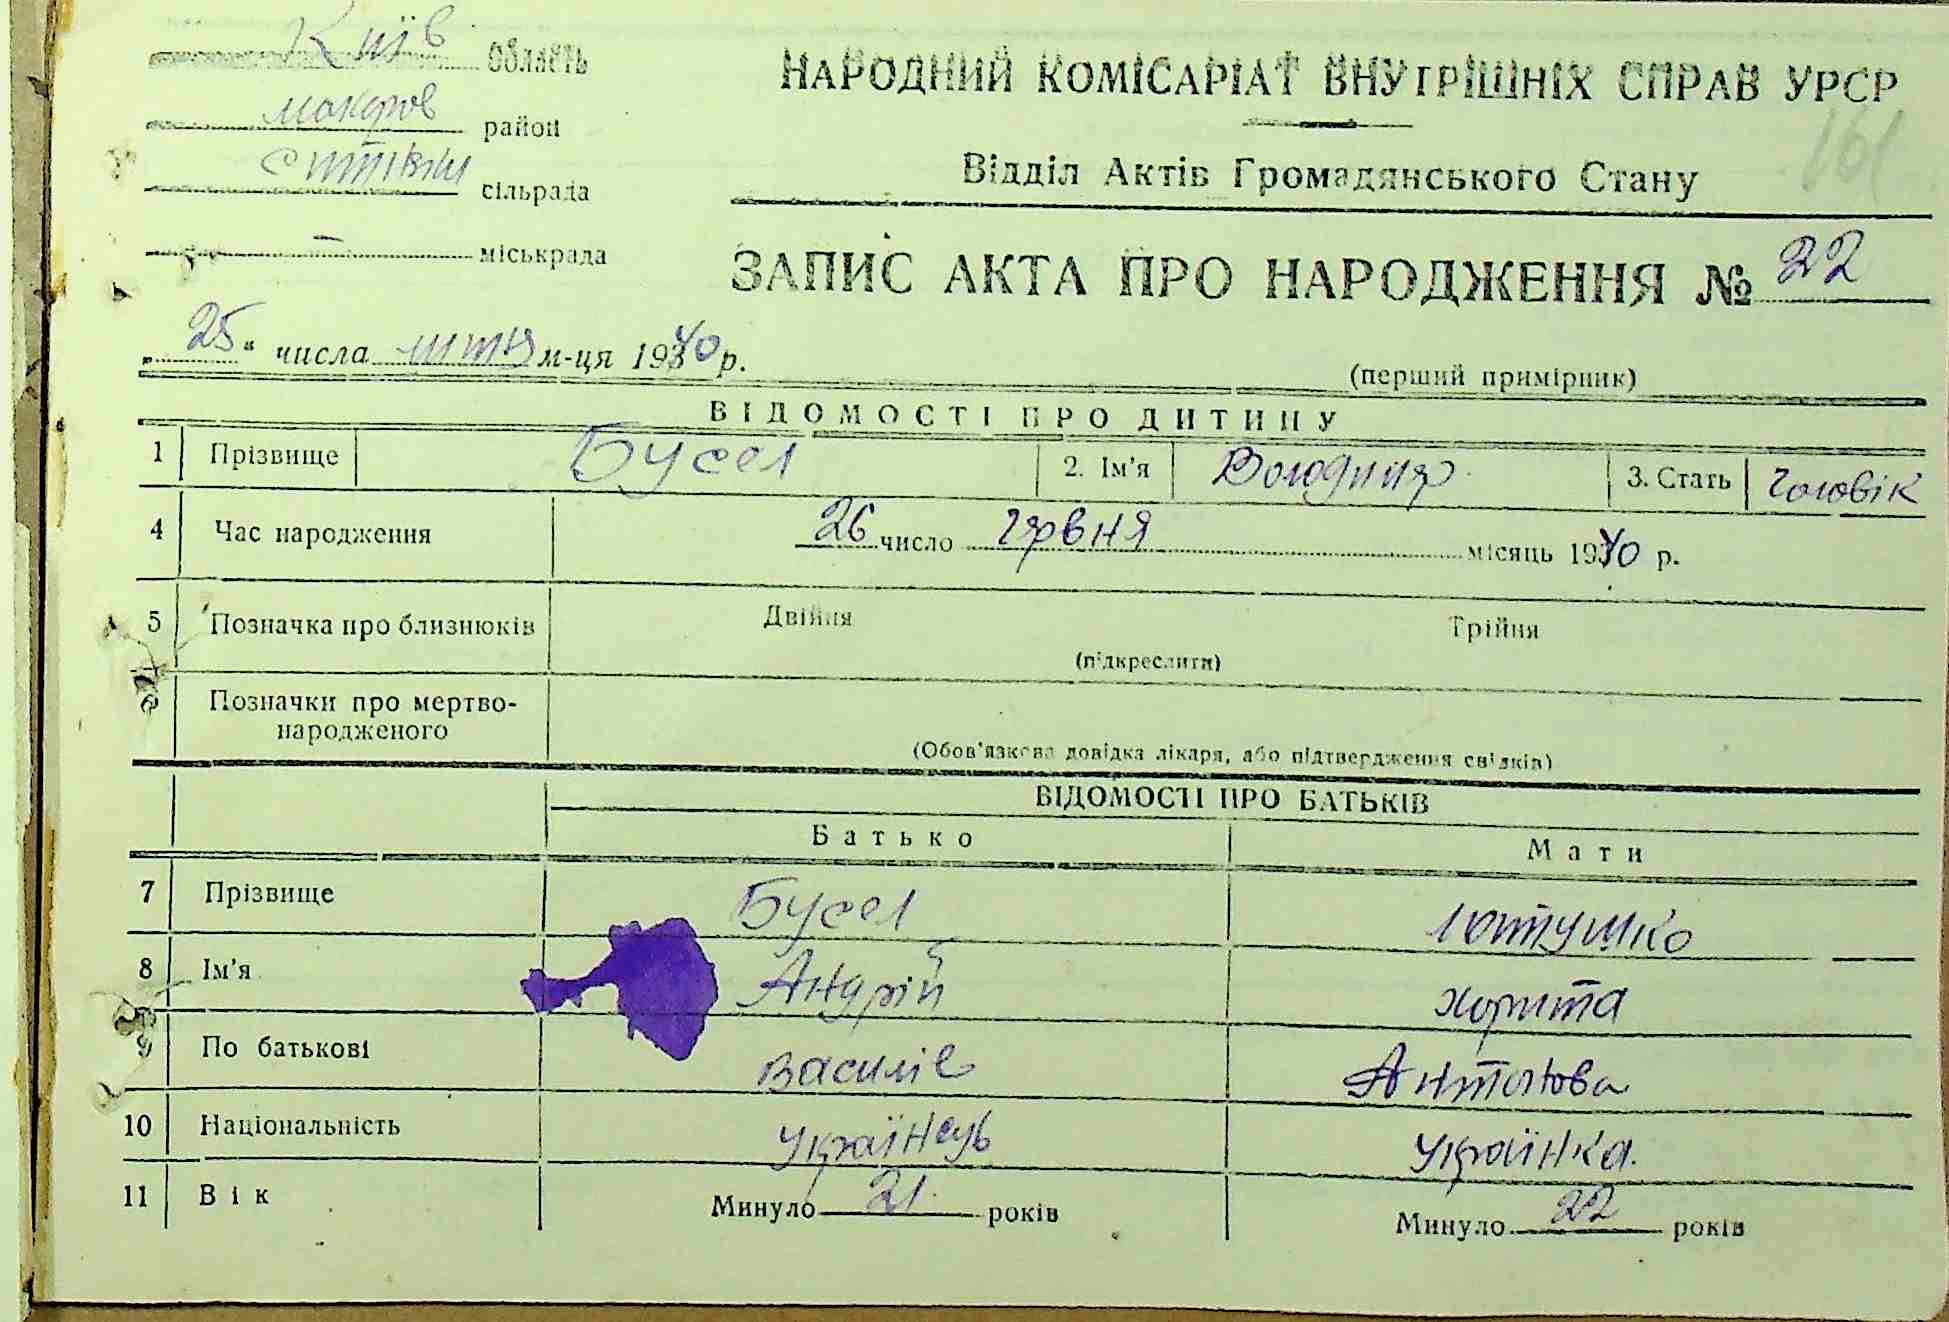 Київ область
макарів район
Ситняки сільрада
міськрада
161
НАРОДНИЙ КОМІСАРІАТ ВНУТРІШНІХ СПРАВ УРСР
Відділ Актів Громадянського Стану
ЗАПИС АКТА ПРО НАРОДЖЕННЯ № 22
„25“ числа липня м-ця 1940 р.
(перший примірник)
ВІДОМОСТІ ПРО ДИТИНУ
1 Прізвище Бусел 2. Ім'я Володимир 3. Стать Чоловік
4 Час народження 26 число червня місяць 1940 р.
5 Позначка про близнюків Двійня Трійня
(підкреслити)
6 Позначки про мертво-
народженого
(Обов'язкова довідка лікаря, або підтвердження свідків)
ВІДОМОСТІ ПРО БАТЬКІВ
Батько Мати
7 Прізвище Бусел Лютушко
8 Ім'я Андрій Хорита
9 По батькові Василів Антонова
10 Національність Українець Українка.
11 Вік Минуло 21 років Минуло 22 років